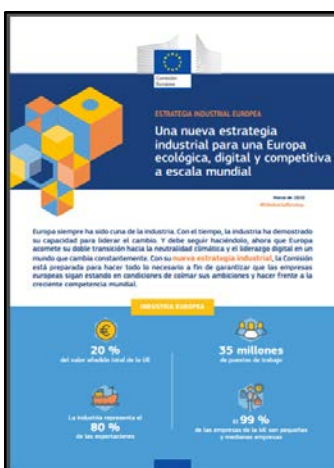 Comisión
Europea
ESTRATEGIA INDUSTRIAL EUROPEA
Una nueva estrategia
industrial para una Europa
ecológica, digital y competitiva
a escala mundial
Marzo de 2020
Europa siempre ha sido cuna de la industria. Con el tiempo, la industria ha demostrado
su capacidad para liderar el cambio. Y debe seguir haciéndolo, ahora que Europa
acomete su doble transición hacia la neutralidad climática y el liderazgo digital en un
mundo que cambia constantemente. Con su nueva estrategia industrial, la Comisión
está preparada para hacer todo lo necesario a fin de garantizar que las empresas
europeas sigan estando en condiciones de colmar sus ambiciones y hacer frente a la
creciente competencia mundial.
INDUSTRIA EUROPEA
20 %
del valor añadido total de la UE
35 millones
de puestos de trabajo
La industria representa el
80 %
de las exportaciones
El 99 %
de las empresas de la UE son pequeñas
y medianas empresas